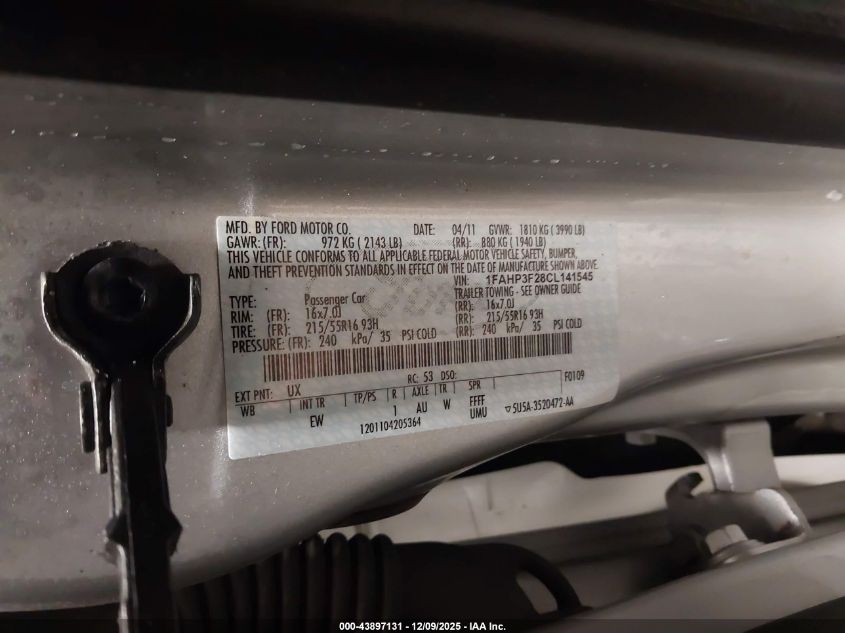 MFD. BY FORD MOTOR CO. DATE: 04/11 GVWR: 1810 KG ( 3990 LB)
GAWR: (FR): 972 KG ( 2143 LB) (RR): 880 KG ( 1940 LB)
THIS VEHICLE CONFORMS TO ALL APPLICABLE FEDERAL MOTOR VEHICLE SAFETY, BUMPER,
AND THEFT PREVENTION STANDARDS IN EFFECT ON THE DATE OF MANUFACTURE SHOWN ABOVE.
VIN: 1FAHP3F28CL141545
TYPE: Passenger Car TRAILER TOWING - SEE OWNER GUIDE
RIM: (FR): 16x7.0J (RR): 16x7.0J
TIRE: (FR): 215/55R16 93H (RR): 215/55R16 93H
PRESSURE: (FR): 240 kPa/ 35 PSI COLD (RR): 240 kPa/ 35 PSI COLD
RC: 53 DSO: F0109
EXT PNT: UX
WB INT TR TP/PS R AXLE TR SPR
EW 1 AU W FFFF
UMU
1201104205364 5U5A-3520472-AA
000-43897131 - 12/09/2025 - IAA Inc.